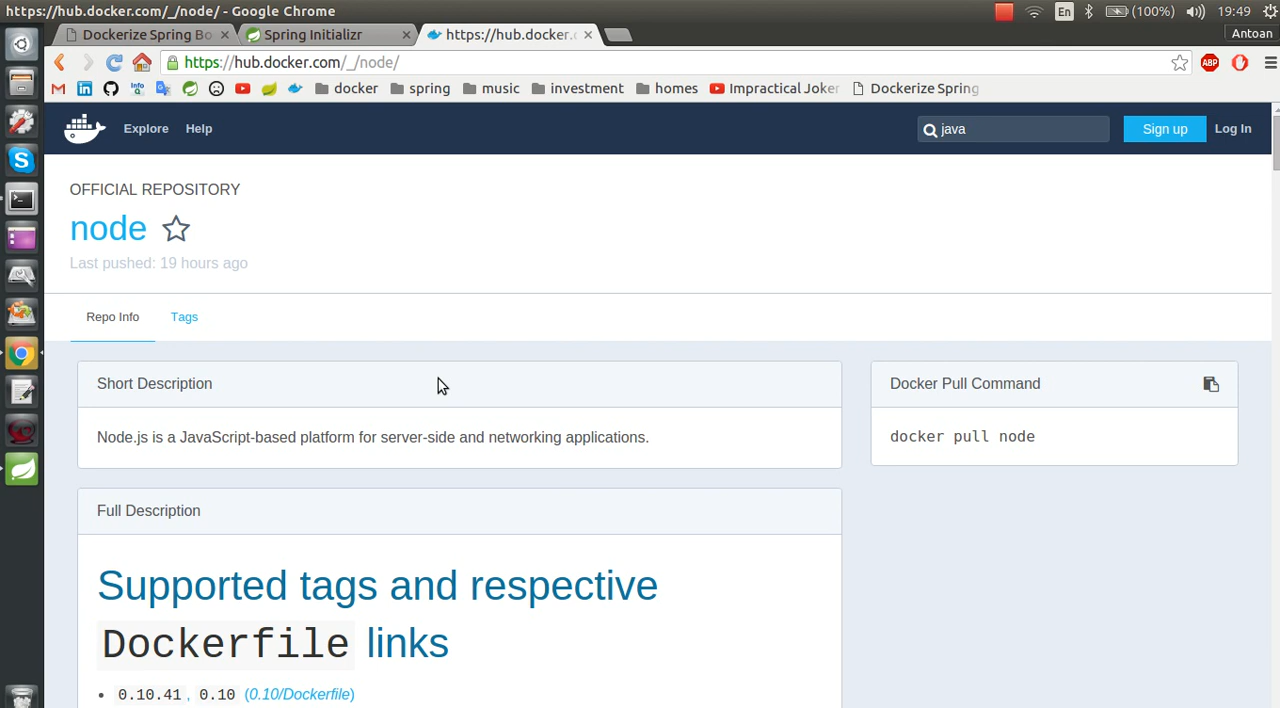 https://hub.docker.com/_/node/ - Google Chrome
En
(100%)
19:49
Dockerize Spring Bo
Spring Initializr
https://hub.docker.c
Antoan
https://hub.docker.com/_/node/
ABP
docker
spring
music
investment
homes
Impractical Joker
Dockerize Spring
Explore
Help
java
Sign up
Log In
OFFICIAL REPOSITORY
node
Last pushed: 19 hours ago
Repo Info
Tags
Short Description
Docker Pull Command
Node.js is a JavaScript-based platform for server-side and networking applications.
docker pull node
Full Description
Supported tags and respective
Dockerfile links
• 0.10.41, 0.10 (0.10/Dockerfile)